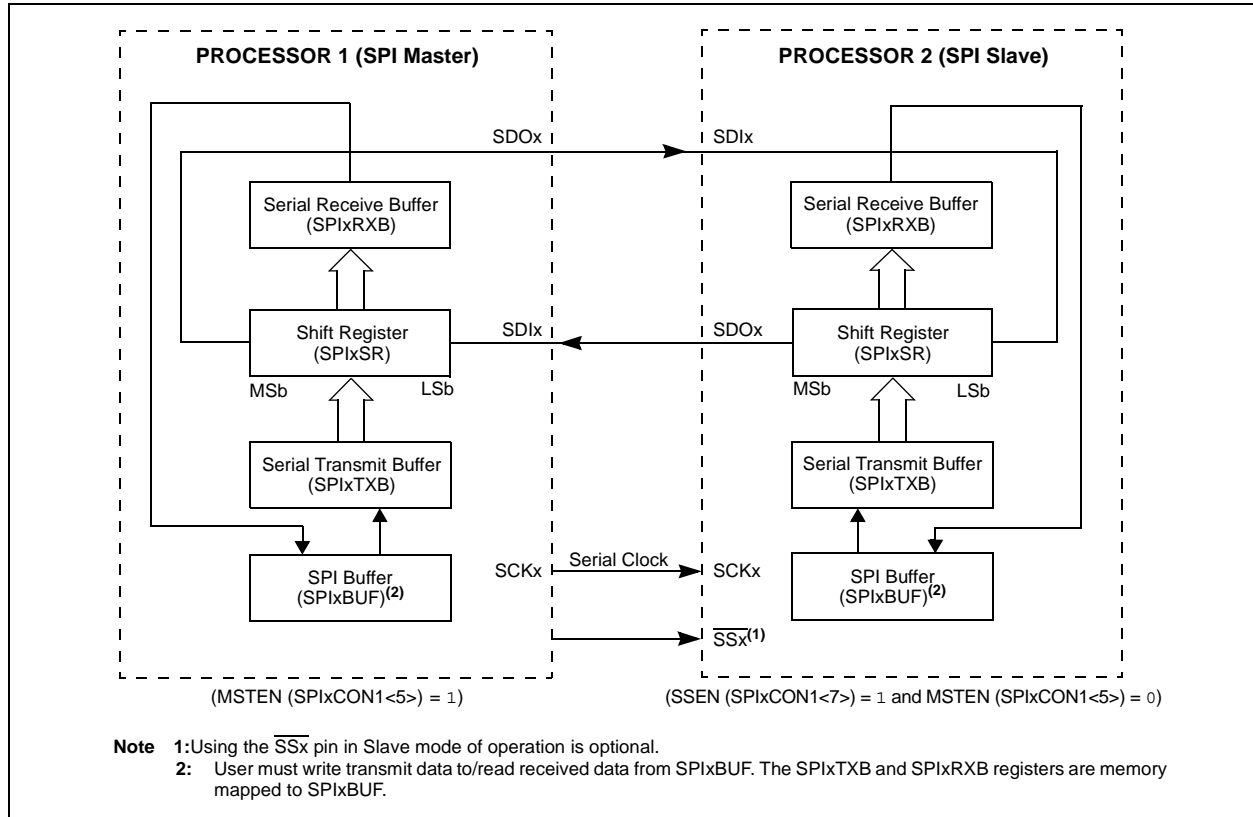 PROCESSOR 1 (SPI Master)
PROCESSOR 2 (SPI Slave)
SDOx
SDIx
Serial Receive Buffer
(SPIxRXB)
Serial Receive Buffer
(SPIxRXB)
Shift Register
(SPIxSR)
SDIx
SDOx
Shift Register
(SPIxSR)
MSb
LSb
MSb
LSb
Serial Transmit Buffer
(SPIxTXB)
Serial Transmit Buffer
(SPIxTXB)
SPI Buffer
(SPIxBUF)(2)
SCKx
Serial Clock
SCKx
SPI Buffer
(SPIxBUF)(2)
SSx(1)
(MSTEN (SPIxCON1<5>) = 1)
(SSEN (SPIxCON1<7>) = 1 and MSTEN (SPIxCON1<5>) = 0)
Note 1:Using the SSx pin in Slave mode of operation is optional.
2: User must write transmit data to/read received data from SPIxBUF. The SPIxTXB and SPIxRXB registers are memory
mapped to SPIxBUF.